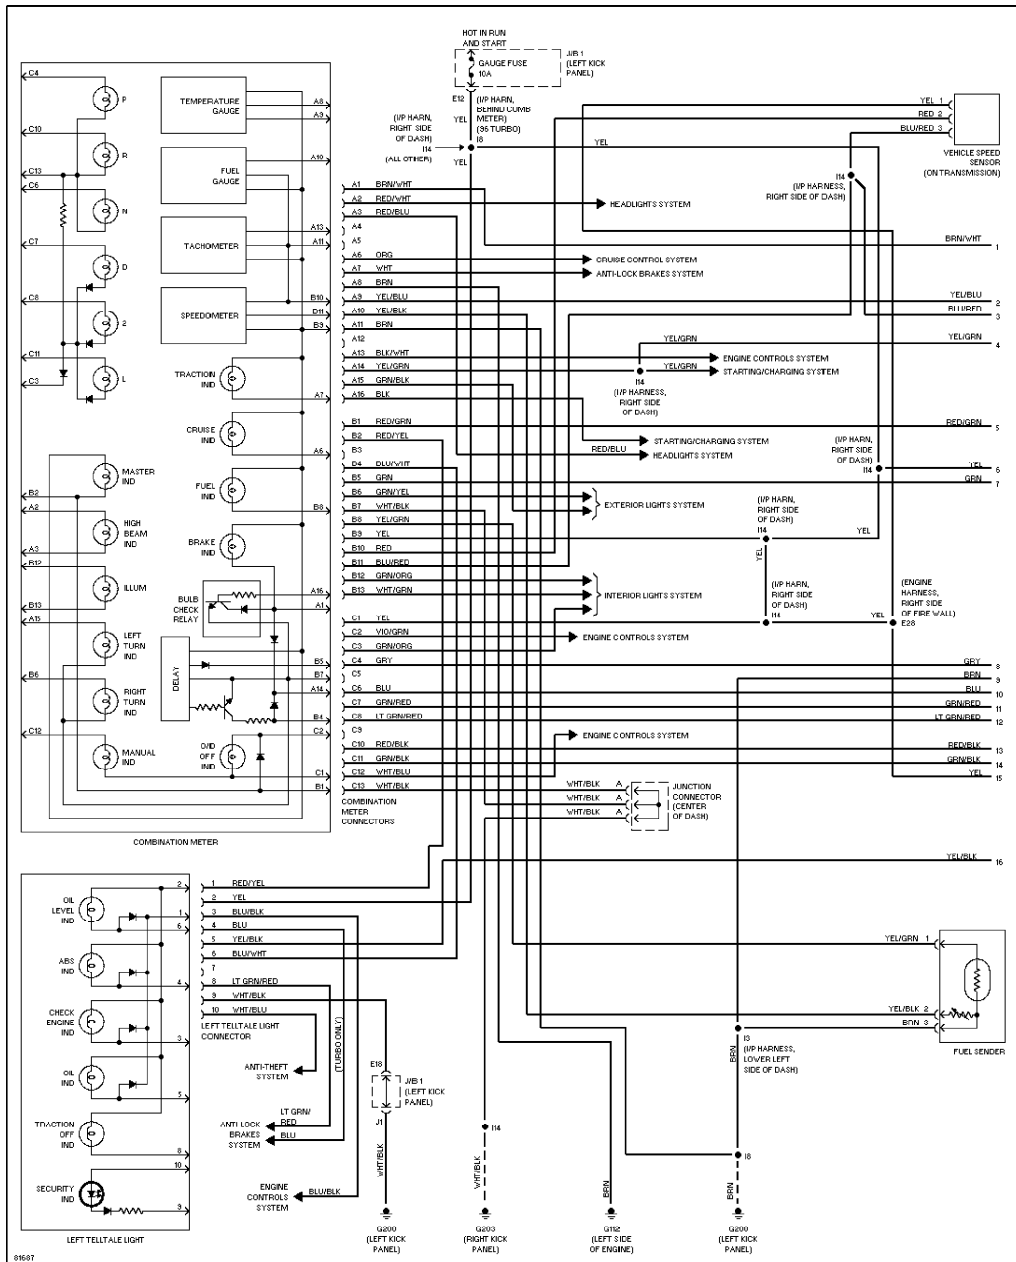 HOT IN RUN
AND START
GAUGE FUSE
10A
J/B 1
(LEFT KICK
PANEL)
E12
(I/P HARN,
BEHIND COMB
METER)
(96 TURBO)
I8
YEL
(I/P HARN,
RIGHT SIDE
OF DASH)
I14
(ALL OTHER)
YEL
YEL
YEL 1
RED 2
BLU/RED 3
VEHICLE SPEED
SENSOR
(ON TRANSMISSION)
I14
(I/P HARNESS,
RIGHT SIDE OF DASH)
C4
P
C10
R
C13
C6
N
C7
D
C8
2
C11
L
C3
TEMPERATURE
GAUGE
A8
A9
FUEL
GAUGE
A10
TACHOMETER
A13
A11
SPEEDOMETER
B10
D11
B9
TRACTION
IND
A7
CRUISE
IND
A6
FUEL
IND
B8
BRAKE
IND
BULB
CHECK
RELAY
A16
A1
DELAY
B5
B7
A14
B4
O/D
OFF
IND
C2
C1
B1
MASTER
IND
B2
A2
HIGH
BEAM
IND
A3
B12
ILLUM
B13
A15
LEFT
TURN
IND
B6
RIGHT
TURN
IND
C12
MANUAL
IND
COMBINATION METER
A1 BRN/WHT
A2 RED/WHT
A3 RED/BLU
A4
A5
A6 ORG
A7 WHT
A8 BRN
A9 YEL/BLU
A10 YEL/BLK
A11 BRN
A12
A13 BLK/WHT
A14 YEL/GRN
A15 GRN/BLK
A16 BLK
B1 RED/GRN
B2 RED/YEL
B3
B4 BLU/WHT
B5 GRN
B6 GRN/YEL
B7 WHT/BLK
B8 YEL/GRN
B9 YEL
B10 RED
B11 BLU/RED
B12 GRN/ORG
B13 WHT/GRN
C1 YEL
C2 VIO/GRN
C3 GRN/ORG
C4 GRY
C5
C6 BLU
C7 GRN/RED
C8 LT GRN/RED
C9
C10 RED/BLK
C11 GRN/BLK
C12 WHT/BLU
C13 WHT/BLK
COMBINATION
METER
CONNECTORS
HEADLIGHTS SYSTEM
CRUISE CONTROL SYSTEM
ANTI-LOCK BRAKES SYSTEM
YEL/GRN
ENGINE CONTROLS SYSTEM
YEL/GRN
STARTING/CHARGING SYSTEM
I14
(I/P HARNESS,
RIGHT SIDE
OF DASH)
STARTING/CHARGING SYSTEM
RED/BLU
HEADLIGHTS SYSTEM
(I/P HARN,
RIGHT SIDE
OF DASH)
I14
EXTERIOR LIGHTS SYSTEM
(I/P HARN,
RIGHT SIDE
OF DASH)
I14
YEL
YEL
INTERIOR LIGHTS SYSTEM
(I/P HARN,
RIGHT SIDE
OF DASH)
I14
YEL
(ENGINE
HARNESS,
RIGHT SIDE
OF FIRE WALL)
E28
ENGINE CONTROLS SYSTEM
ENGINE CONTROLS SYSTEM
WHT/BLK A
WHT/BLK A
WHT/BLK A
JUNCTION
CONNECTOR
(CENTER
OF DASH)
BRN/WHT 1
YEL/BLU 2
BLU/RED 3
YEL/GRN 4
RED/GRN 5
YEL 6
GRN 7
GRY 8
BRN 9
BLU 10
GRN/RED 11
LT GRN/RED 12
RED/BLK 13
GRN/BLK 14
YEL 15
YEL/BLK 16
OIL
LEVEL
IND
2
1
6
ABS
IND
4
CHECK
ENGINE
IND
3
OIL
IND
5
TRACTION
OFF
IND
8
10
SECURITY
IND
9
LEFT TELLTALE LIGHT
1 RED/YEL
2 YEL
3 BLU/BLK
4 BLU
5 YEL/BLK
6 BLU/WHT
7
8 LT GRN/RED
9 WHT/BLK
10 WHT/BLU
LEFT TELLTALE LIGHT
CONNECTOR
ANTI-THEFT
SYSTEM
(TURBO ONLY)
LT GRN/
RED
BLU
ANTI LOCK
BRAKES
SYSTEM
ENGINE
CONTROLS
SYSTEM
BLU/BLK
E18
J/B 1
(LEFT KICK
PANEL)
J1
WHT/BLK
G200
(LEFT KICK
PANEL)
I14
WHT/BLK
G203
(RIGHT KICK
PANEL)
BRN
G112
(LEFT SIDE
OF ENGINE)
YEL/GRN 1
YEL/BLK 2
BRN 3
FUEL SENDER
I3
(I/P HARNESS,
LOWER LEFT
SIDE OF DASH)
BRN
I8
BRN
G200
(LEFT KICK
PANEL)
81687